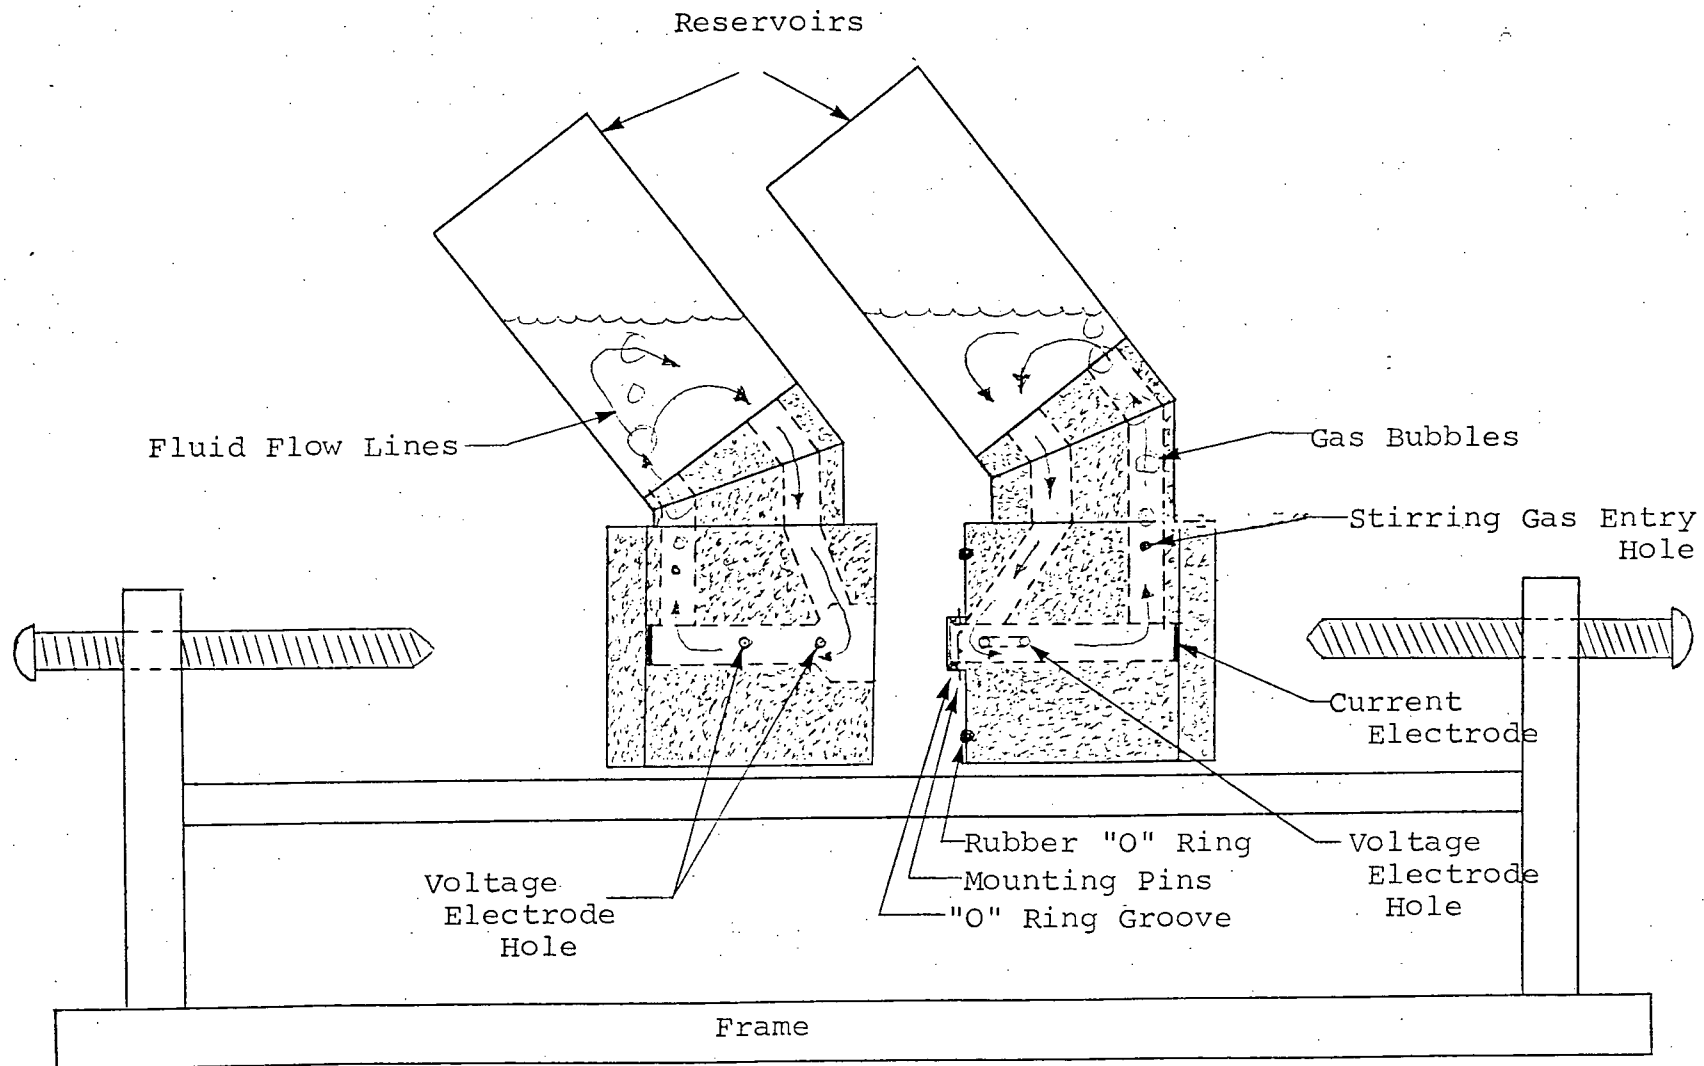 Reservoirs
Fluid Flow Lines
Gas Bubbles
Stirring Gas Entry
Hole
Current
Electrode
Rubber "O" Ring
Mounting Pins
"O" Ring Groove
Voltage
Electrode
Hole
Voltage
Electrode
Hole
Frame